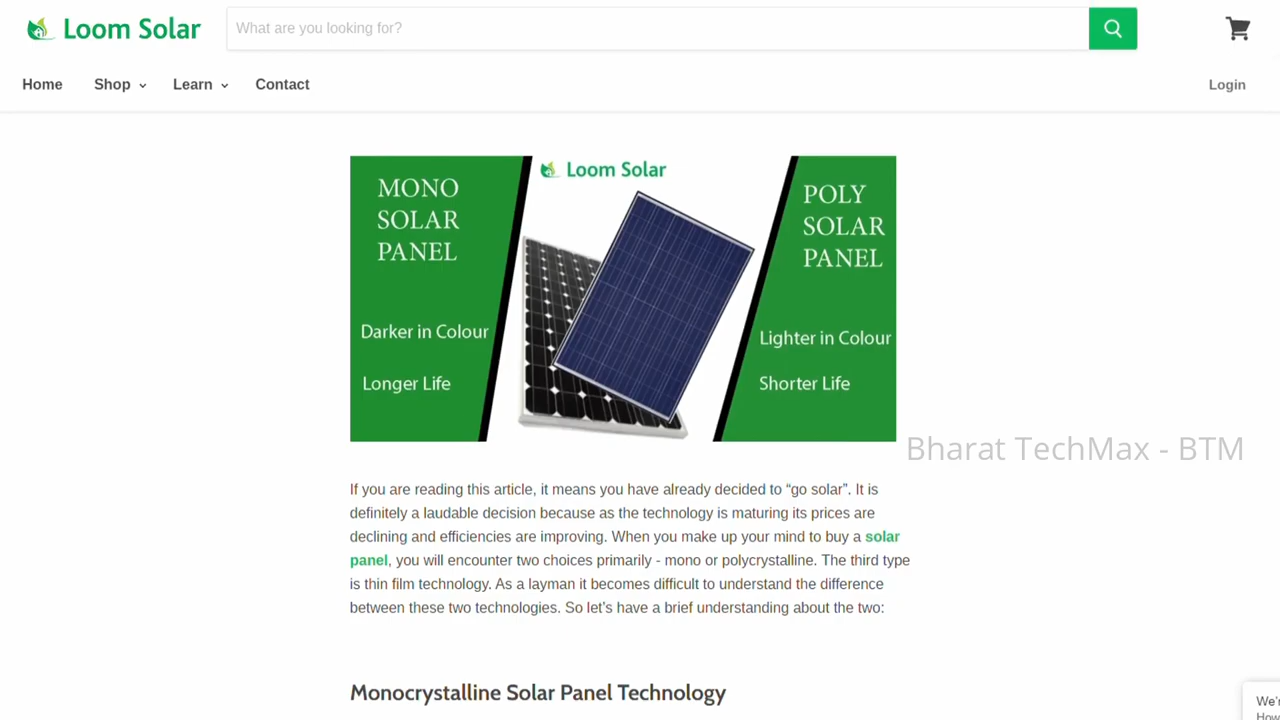 Loom Solar
What are you looking for?
Home Shop Learn Contact Login
MONO
SOLAR
PANEL
Darker in Colour
Longer Life
Loom Solar
POLY
SOLAR
PANEL
Lighter in Colour
Shorter Life
Bharat TechMax - BTM
If you are reading this article, it means you have already decided to “go solar”. It is
definitely a laudable decision because as the technology is maturing its prices are
declining and efficiencies are improving. When you make up your mind to buy a solar
panel, you will encounter two choices primarily - mono or polycrystalline. The third type
is thin film technology. As a layman it becomes difficult to understand the difference
between these two technologies. So let’s have a brief understanding about the two:
Monocrystalline Solar Panel Technology